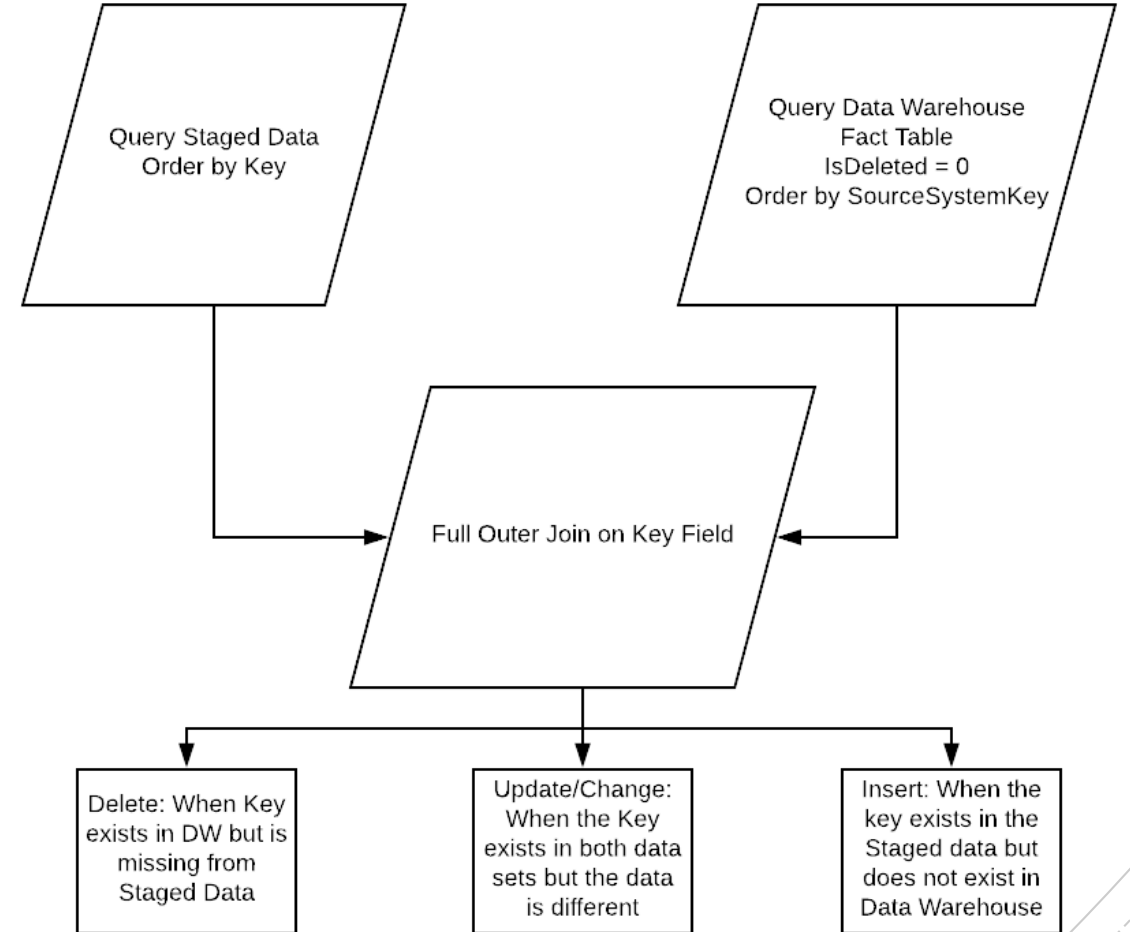 Query Staged Data
Order by Key
Query Data Warehouse
Fact Table
IsDeleted = 0
Order by SourceSystemKey
Full Outer Join on Key Field
Delete: When Key
exists in DW but is
missing from
Staged Data
Update/Change:
When the Key
exists in both data
sets but the data
is different
Insert: When the
key exists in the
Staged data but
does not exist in
Data Warehouse